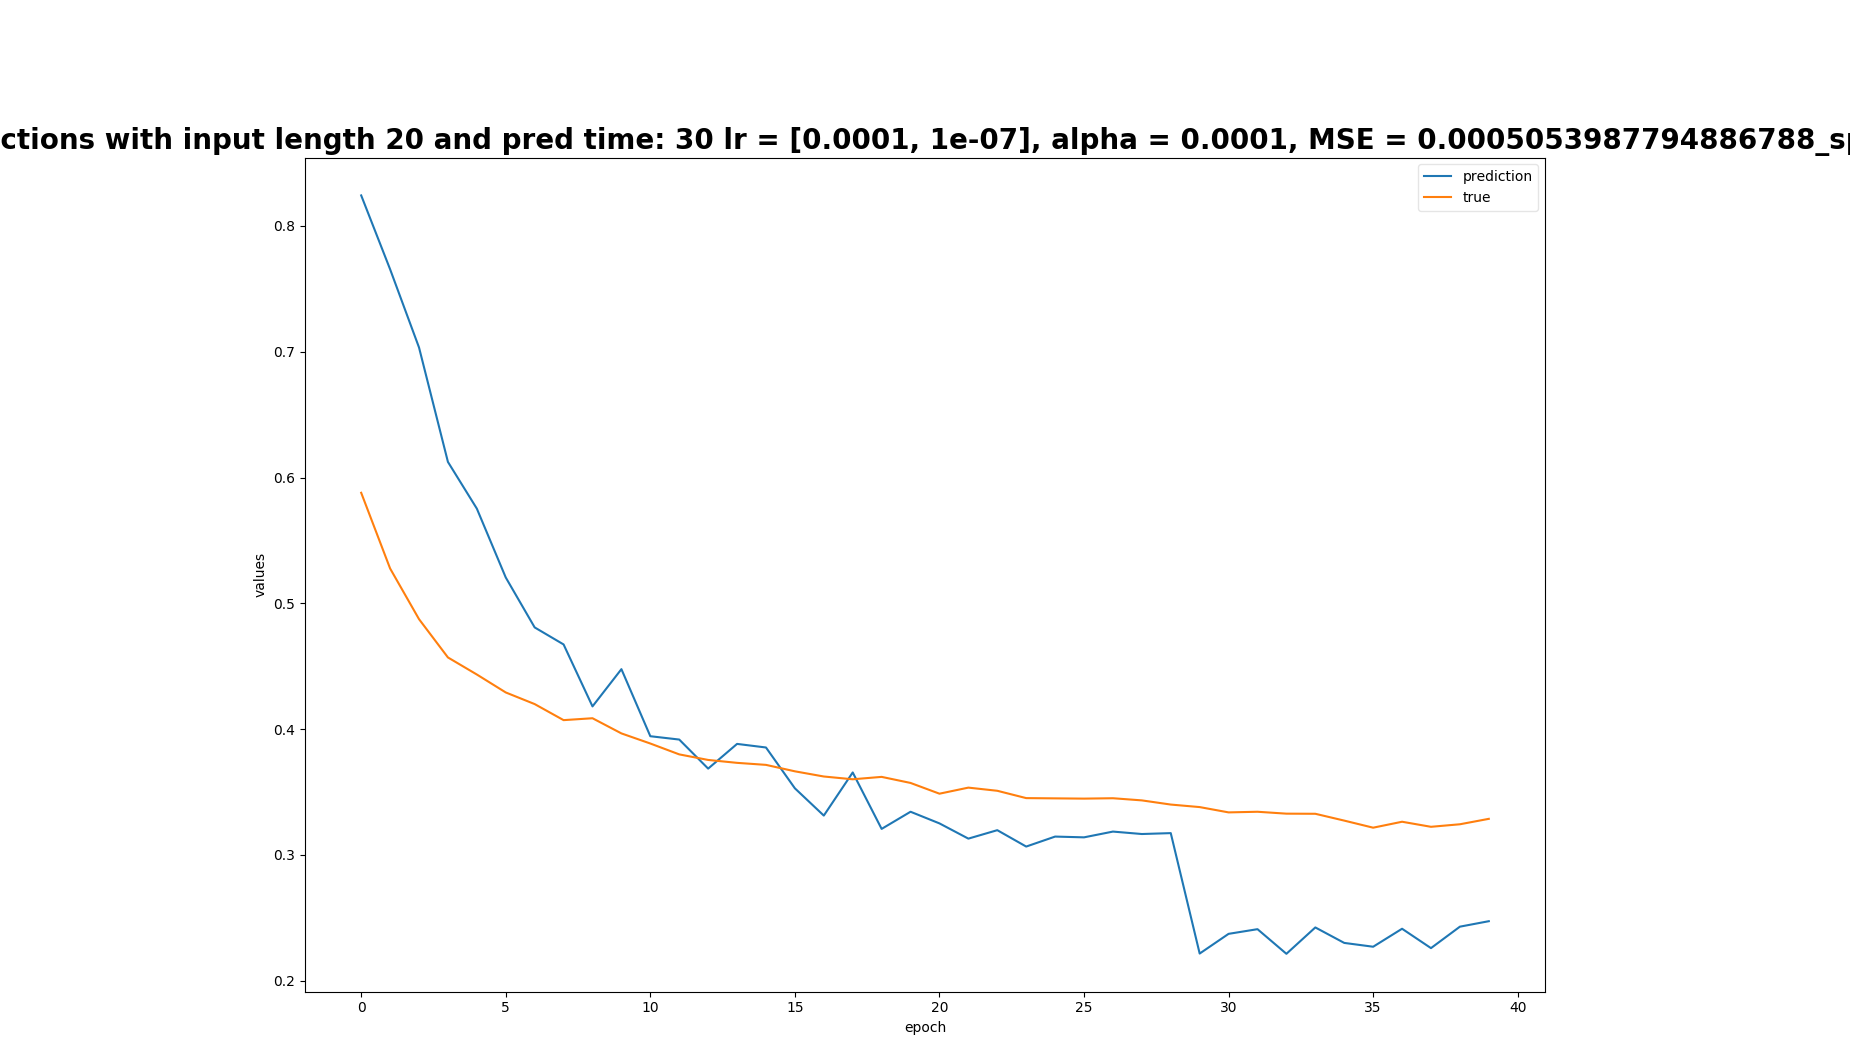 ctions with input length 20 and pred time: 30 lr = [0.0001, 1e-07], alpha = 0.0001, MSE = 0.0005053987794886788_sp
prediction
true
values
0.8
0.7
0.6
0.5
0.4
0.3
0.2
0 5 10 15 20 25 30 35 40
epoch